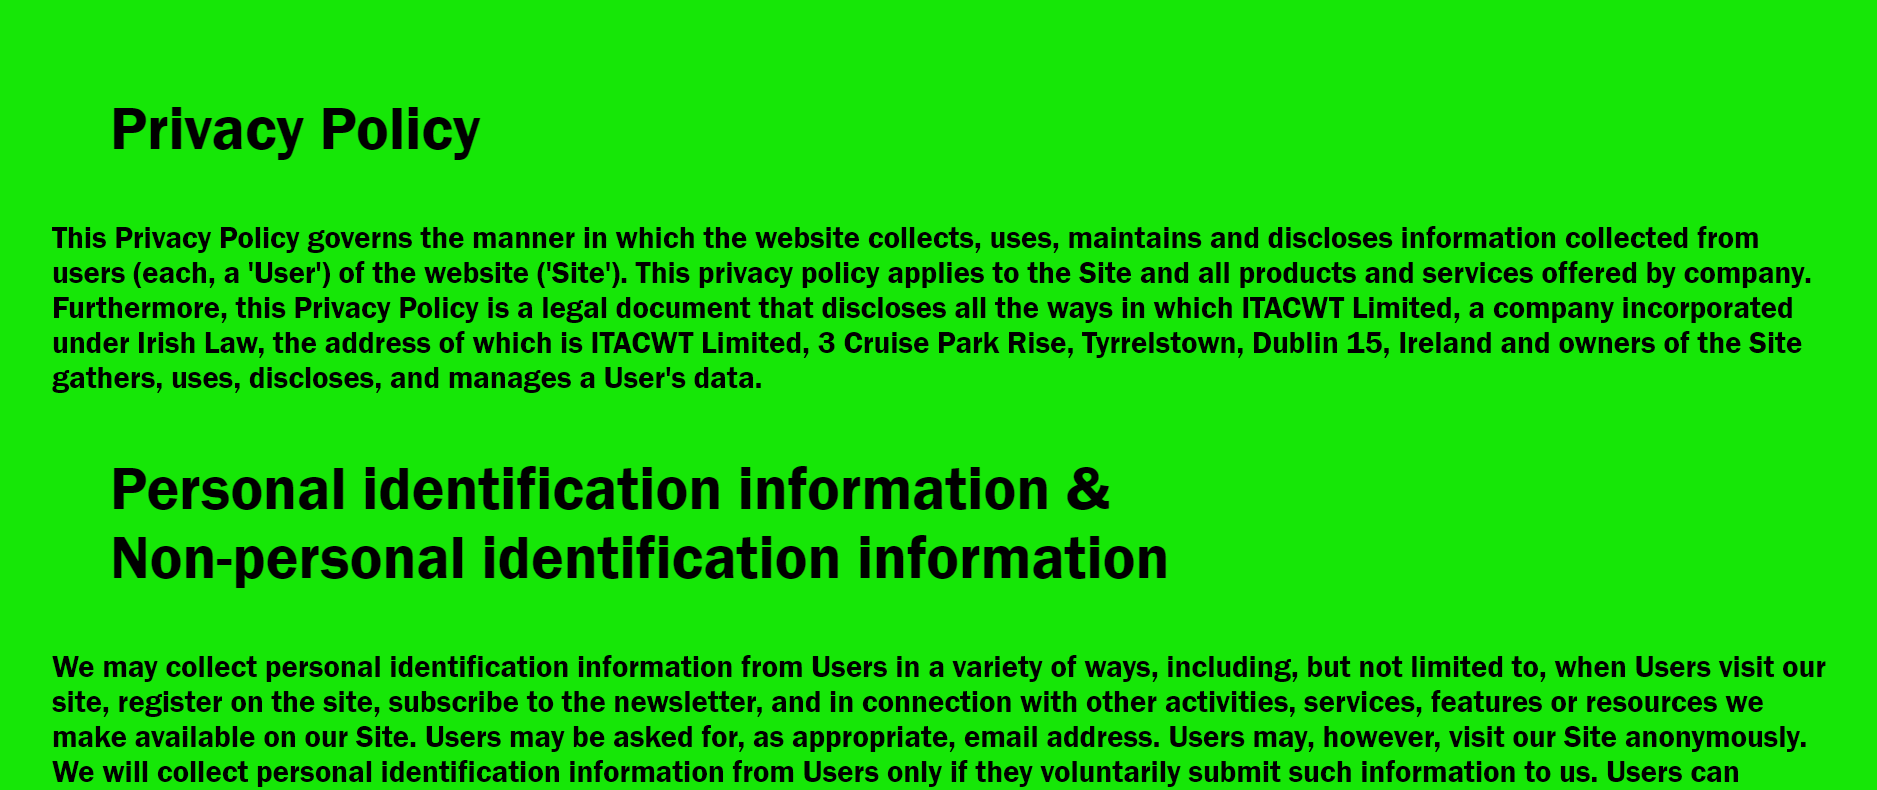 Privacy Policy
This Privacy Policy governs the manner in which the website collects, uses, maintains and discloses information collected from
users (each, a 'User') of the website ('Site'). This privacy policy applies to the Site and all products and services offered by company.
Furthermore, this Privacy Policy is a legal document that discloses all the ways in which ITACWT Limited, a company incorporated
under Irish Law, the address of which is ITACWT Limited, 3 Cruise Park Rise, Tyrrelstown, Dublin 15, Ireland and owners of the Site
gathers, uses, discloses, and manages a User's data.
Personal identification information &
Non-personal identification information
We may collect personal identification information from Users in a variety of ways, including, but not limited to, when Users visit our
site, register on the site, subscribe to the newsletter, and in connection with other activities, services, features or resources we
make available on our Site. Users may be asked for, as appropriate, email address. Users may, however, visit our Site anonymously.
We will collect personal identification information from Users only if they voluntarily submit such information to us. Users can